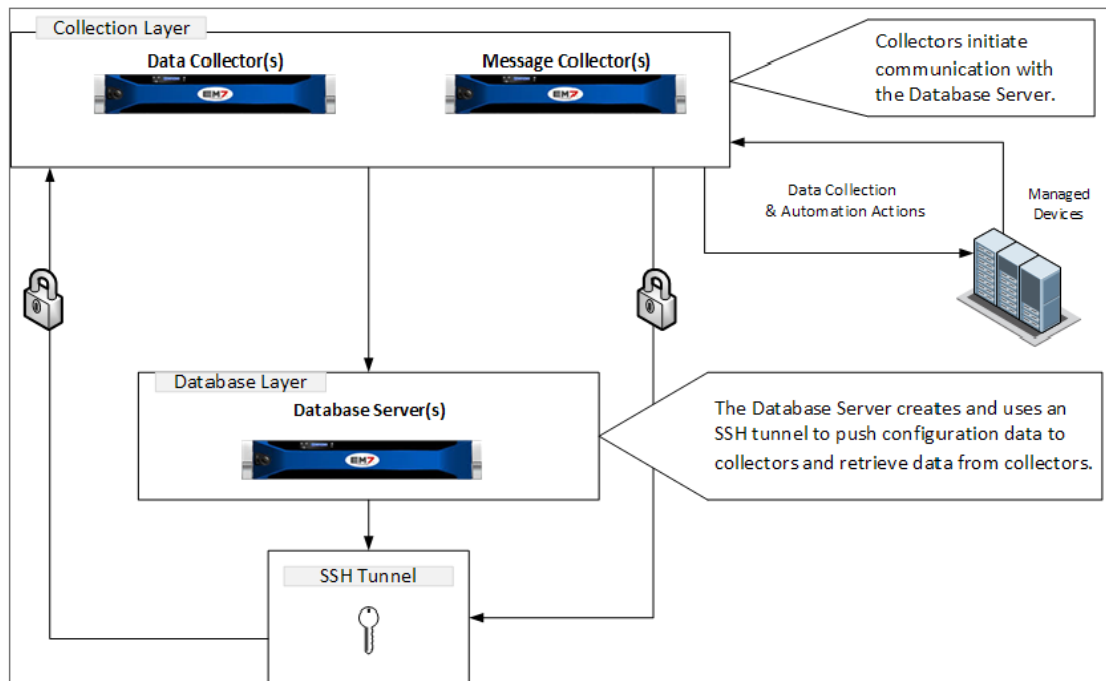 Collection Layer
Data Collector(s)
Message Collector(s)
EM7
EM7
Collectors initiate
communication with
the Database Server.
Data Collection
& Automation Actions
Managed
Devices
Database Layer
Database Server(s)
EM7
The Database Server creates and uses an
SSH tunnel to push configuration data to
collectors and retrieve data from collectors.
SSH Tunnel